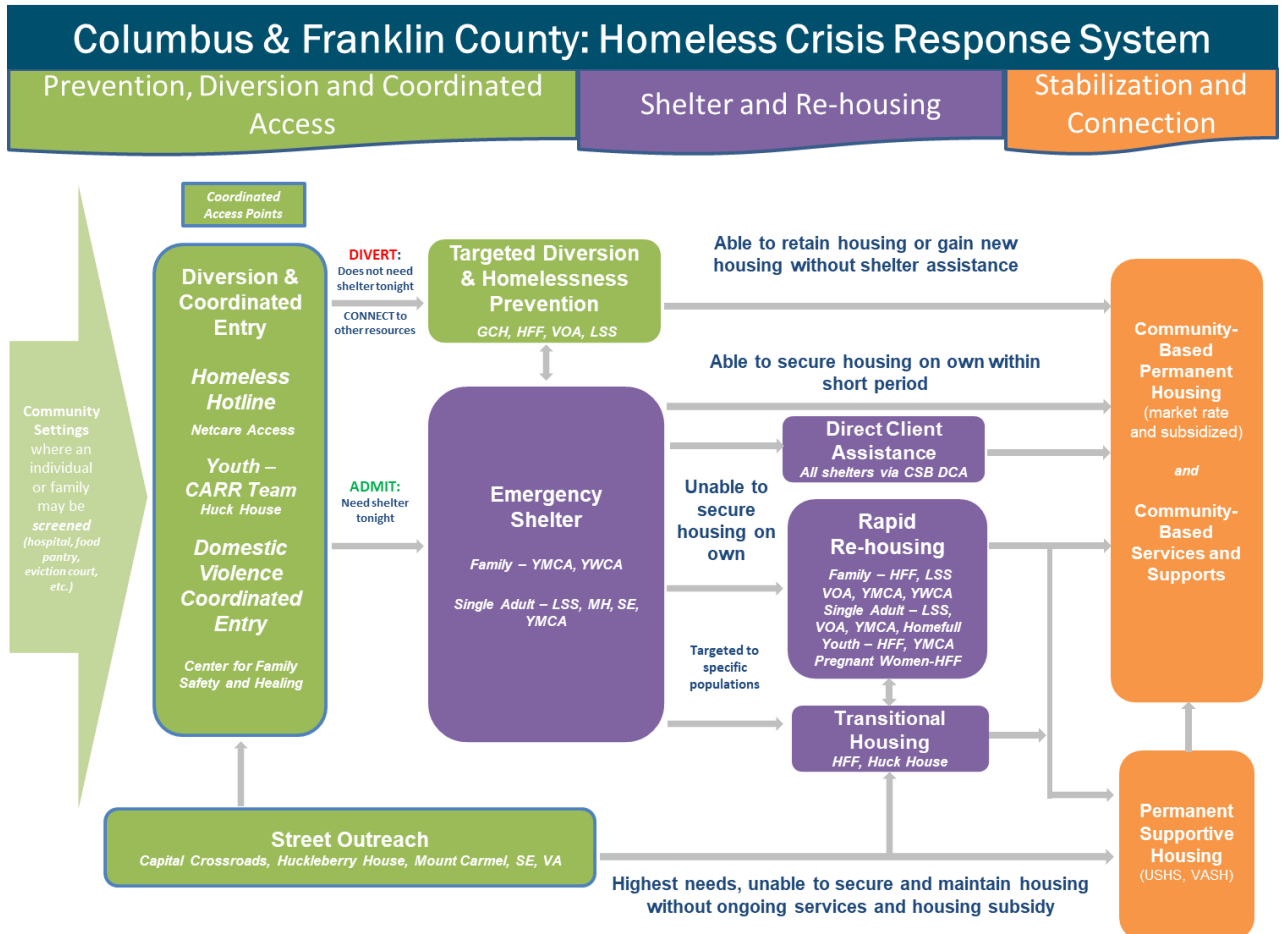 Columbus & Franklin County: Homeless Crisis Response System
Prevention, Diversion and Coordinated
Access
Shelter and Re-housing
Stabilization and
Connection
Coordinated
Access Points
Community
Settings
where an
individual
or family
may be
screened
(hospital, food
pantry,
eviction court,
etc.)
Diversion &
Coordinated
Entry
Homeless
Hotline
Netcare Access
Youth –
CARR Team
Huck House
Domestic
Violence
Coordinated
Entry
Center for Family
Safety and Healing
DIVERT:
Does not need
shelter tonight
CONNECT to
other resources
ADMIT:
Need shelter
tonight
Targeted Diversion
& Homelessness
Prevention
GCH, HFF, VOA, LSS
Emergency
Shelter
Family – YMCA, YWCA
Single Adult – LSS, MH, SE,
YMCA
Able to retain housing or gain new
housing without shelter assistance
Able to secure housing on own within
short period
Direct Client
Assistance
All shelters via CSB DCA
Unable to
secure
housing on
own
Rapid
Re-housing
Family – HFF, LSS
VOA, YMCA, YWCA
Single Adult – LSS,
VOA, YMCA, Homefull
Youth – HFF, YMCA
Pregnant Women-HFF
Targeted to
specific
populations
Transitional
Housing
HFF, Huck House
Community-
Based
Permanent
Housing
(market rate
and subsidized)
and
Community-
Based
Services and
Supports
Street Outreach
Capital Crossroads, Huckleberry House, Mount Carmel, SE, VA
Highest needs, unable to secure and maintain housing
without ongoing services and housing subsidy
Permanent
Supportive
Housing
(USHS, VASH)